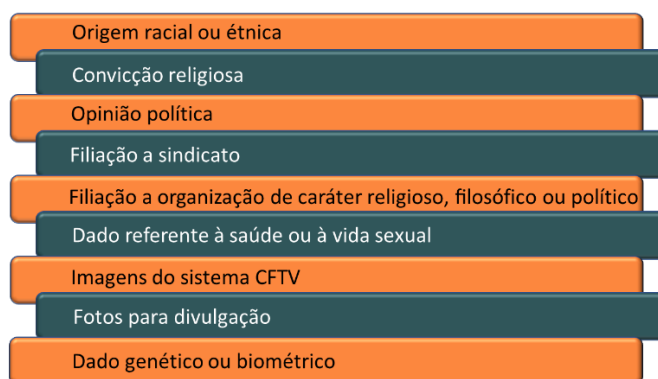 Origem racial ou étnica
Convicção religiosa
Opinião política
Filiação a sindicato
Filiação a organização de caráter religioso, filosófico ou político
Dado referente à saúde ou à vida sexual
Imagens do sistema CFTV
Fotos para divulgação
Dado genético ou biométrico